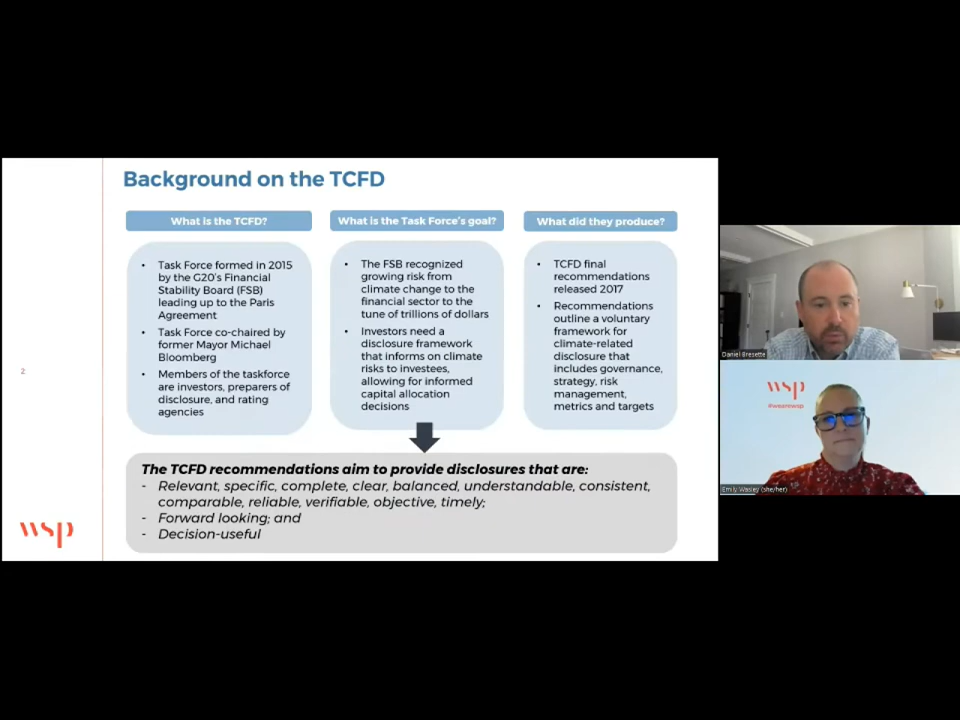 Background on the TCFD
What is the TCFD?
Task Force formed in 2015
by the G20's Financial
Stability Board (FSB)
leading up to the Paris
Agreement
Task Force co-chaired by
former Mayor Michael
Bloomberg
Members of the taskforce
are investors, preparers of
disclosure, and rating
agencies
What is the Task Force's goal?
The FSB recognized
growing risk from
climate change to the
financial sector to the
tune of trillions of dollars
Investors need a
disclosure framework
that informs on climate
risks to investees,
allowing for informed
capital allocation
decisions
What did they produce?
TCFD final
recommendations
released 2017
Recommendations
outline a voluntary
framework for
climate-related
disclosure that
includes governance,
strategy, risk
management,
metrics and targets
The TCFD recommendations aim to provide disclosures that are:
- Relevant, specific, complete, clear, balanced, understandable, consistent,
comparable, reliable, verifiable, objective, timely;
- Forward looking; and
- Decision-useful
2
wsp
Daniel Bresette
wsp
#wearewsp
Emily Wasley (she/her)